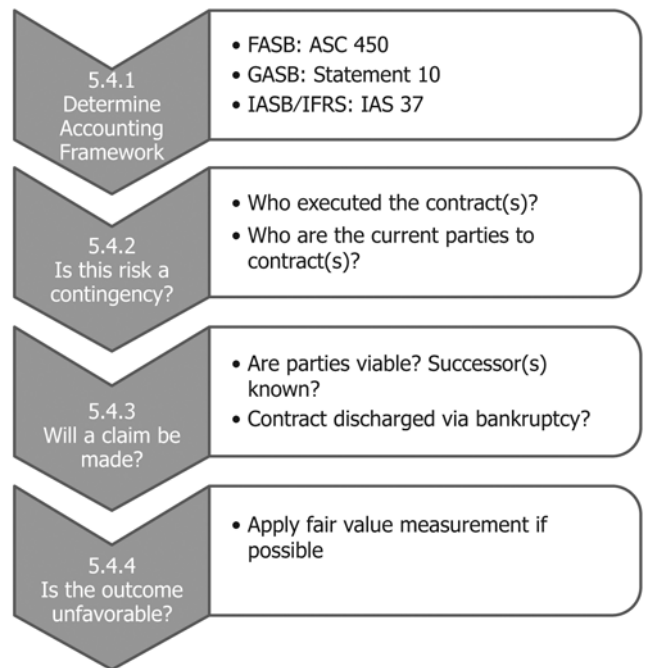 5.4.1
Determine
Accounting
Framework
• FASB: ASC 450
• GASB: Statement 10
• IASB/IFRS: IAS 37
5.4.2
Is this risk a
contingency?
• Who executed the contract(s)?
• Who are the current parties to
contract(s)?
5.4.3
Will a claim be
made?
• Are parties viable? Successor(s)
known?
• Contract discharged via bankruptcy?
5.4.4
Is the outcome
unfavorable?
• Apply fair value measurement if
possible